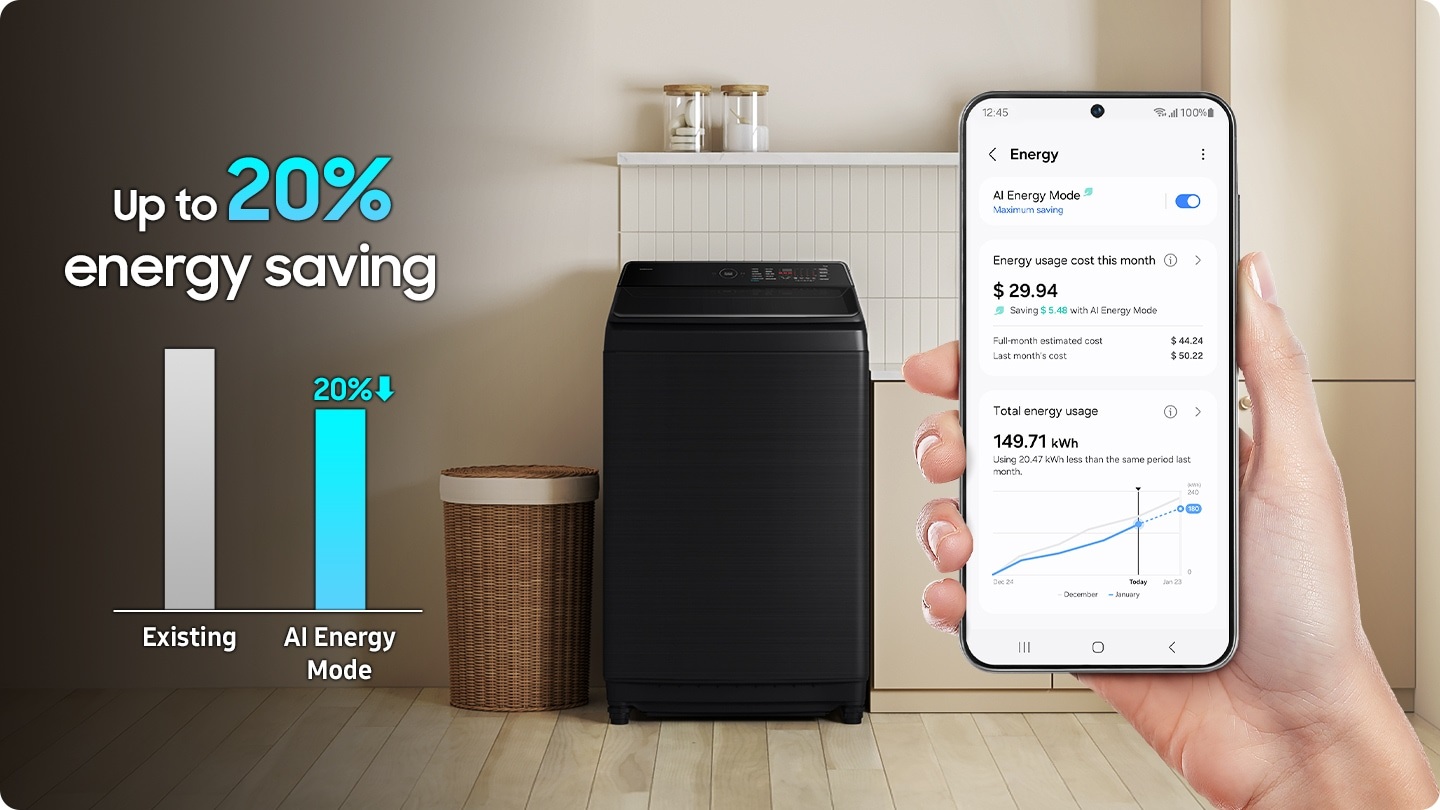 Up to 20%
energy saving
20%
Existing
AI Energy
Mode
12:45
100%
Energy
AI Energy Mode
Maximum saving
Energy usage cost this month
$ 29.94
Saving $ 5.48 with AI Energy Mode
Full-month estimated cost $ 44.24
Last month's cost $ 50.22
Total energy usage
149.71 kWh
Using 20.47 kWh less than the same period last
month.
(kWh)
240
180
0
Dec 24 Today Jan 23
December January